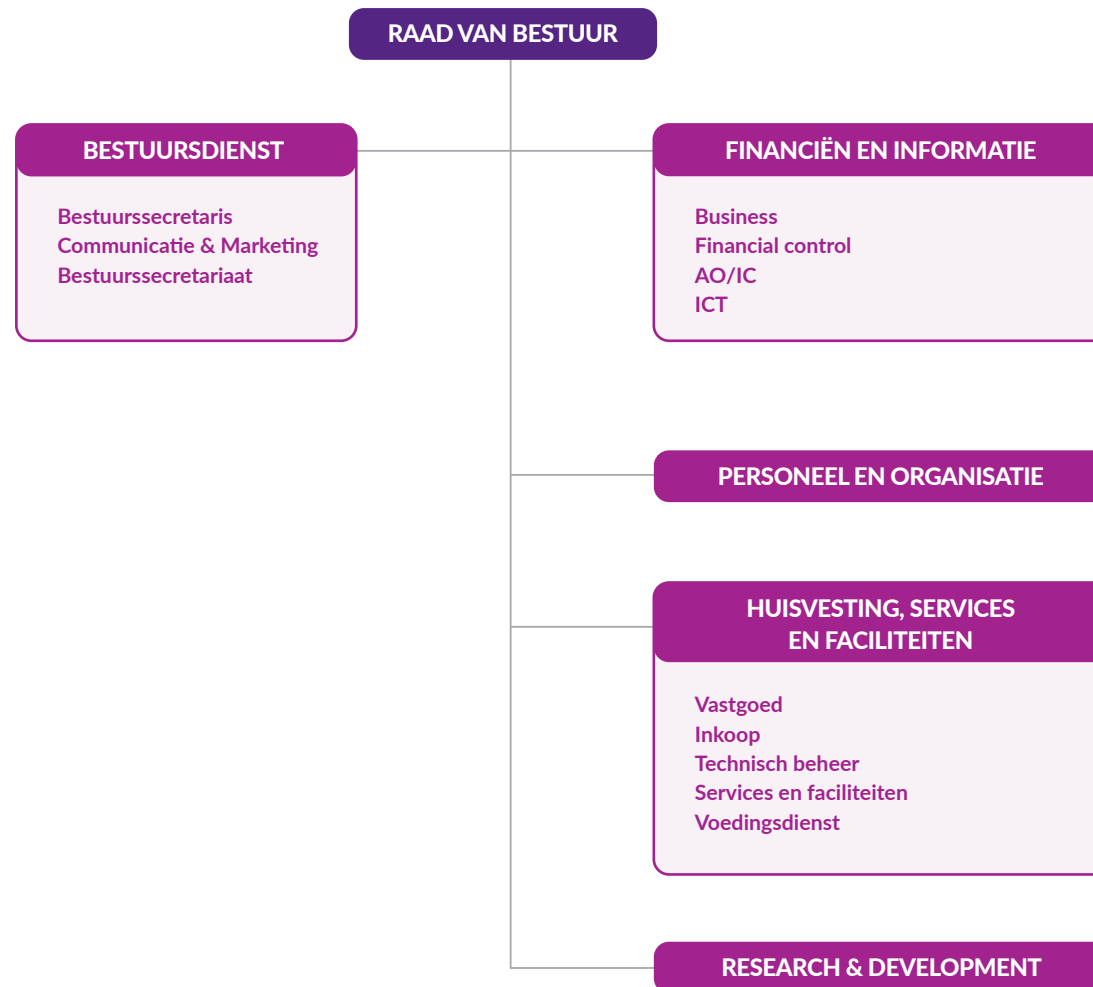 RAAD VAN BESTUUR
BESTUURSDIENST
Bestuurssecretaris
Communicatie & Marketing
Bestuurssecretariaat
FINANCIËN EN INFORMATIE
Business
Financial control
AO/IC
ICT
PERSONEEL EN ORGANISATIE
HUISVESTING, SERVICES
EN FACILITEITEN
Vastgoed
Inkoop
Technisch beheer
Services en faciliteiten
Voedingsdienst
RESEARCH & DEVELOPMENT